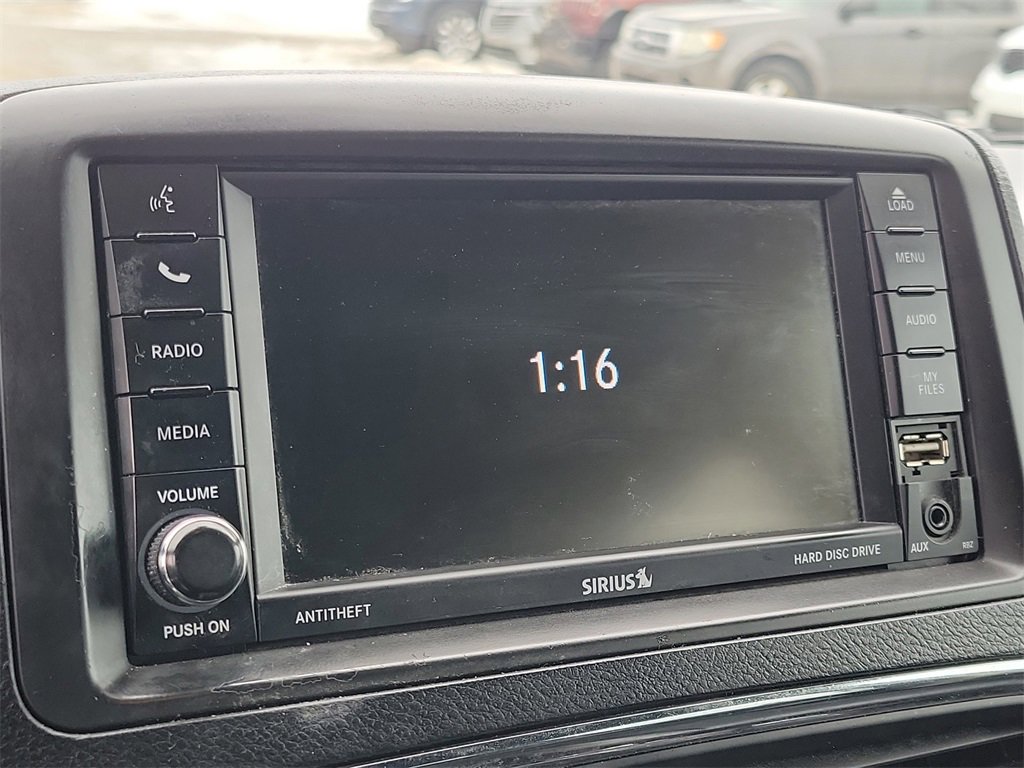 LOAD
MENU
RADIO
AUDIO
1:16
MY
FILES
MEDIA
VOLUME
PUSH ON
ANTITHEFT
SIRIUS
HARD DISC DRIVE
AUX
RBZ